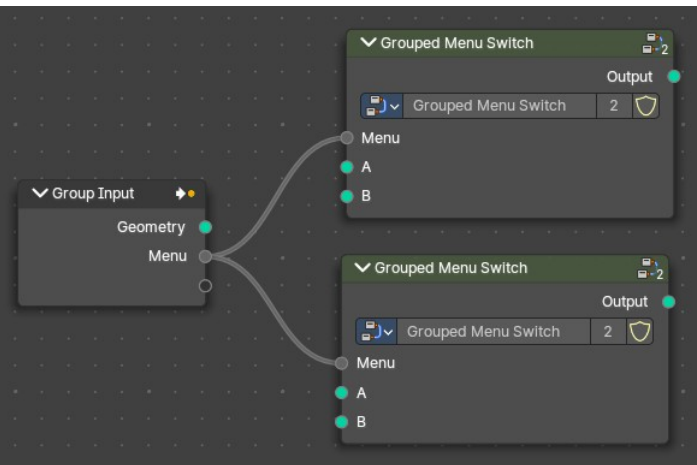 Grouped Menu Switch
2
Output
Grouped Menu Switch 2
Menu
A
B
Group Input
Geometry
Menu
Grouped Menu Switch
2
Output
Grouped Menu Switch 2
Menu
A
B